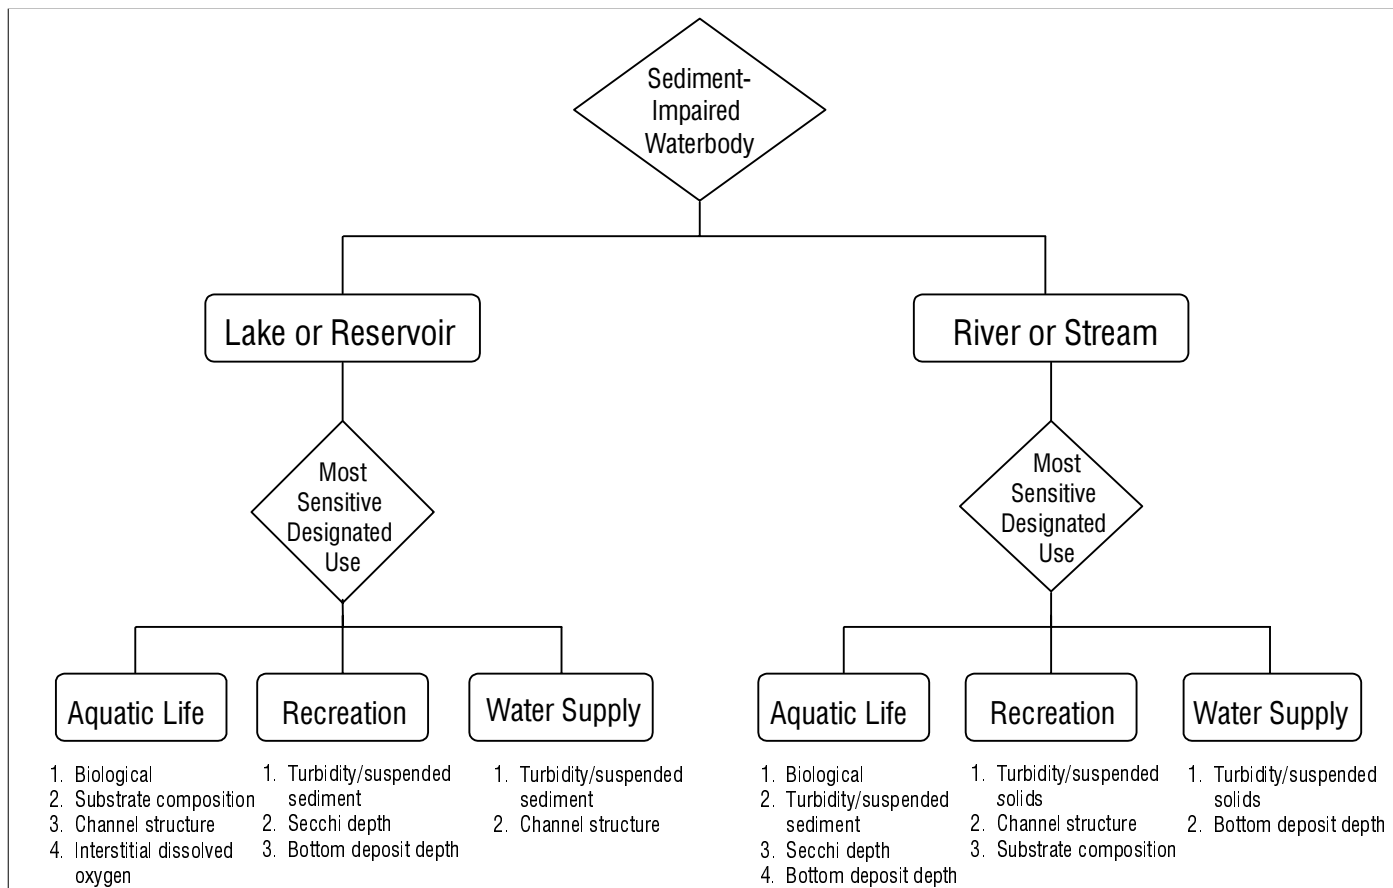 Sediment-
Impaired
Waterbody
Lake or Reservoir
River or Stream
Most
Sensitive
Designated
Use
Most
Sensitive
Designated
Use
Aquatic Life
Recreation
Water Supply
Aquatic Life
Recreation
Water Supply
1. Biological
2. Substrate composition
3. Channel structure
4. Interstitial dissolved
oxygen
1. Turbidity/suspended
sediment
2. Secchi depth
3. Bottom deposit depth
1. Turbidity/suspended
sediment
2. Channel structure
1. Biological
2. Turbidity/suspended
sediment
3. Secchi depth
4. Bottom deposit depth
1. Turbidity/suspended
solids
2. Channel structure
3. Substrate composition
1. Turbidity/suspended
solids
2. Bottom deposit depth